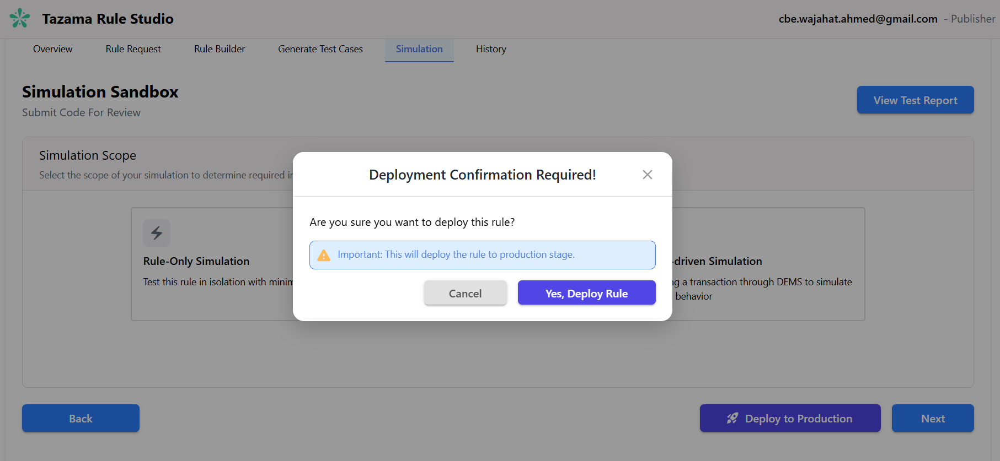 Tazama Rule Studio
cbe.wajahat.ahmed@gmail.com - Publisher
Overview Rule Request Rule Builder Generate Test Cases Simulation History
Simulation Sandbox
Submit Code For Review
View Test Report
Simulation Scope
Select the scope of your simulation to determine required
Deployment Confirmation Required!
Are you sure you want to deploy this rule?
Important: This will deploy the rule to production stage.
Cancel
Yes, Deploy Rule
Rule-Only Simulation
Test this rule in isolation with
-driven Simulation
a transaction through DEMS to simulate
behavior
Back
Deploy to Production
Next